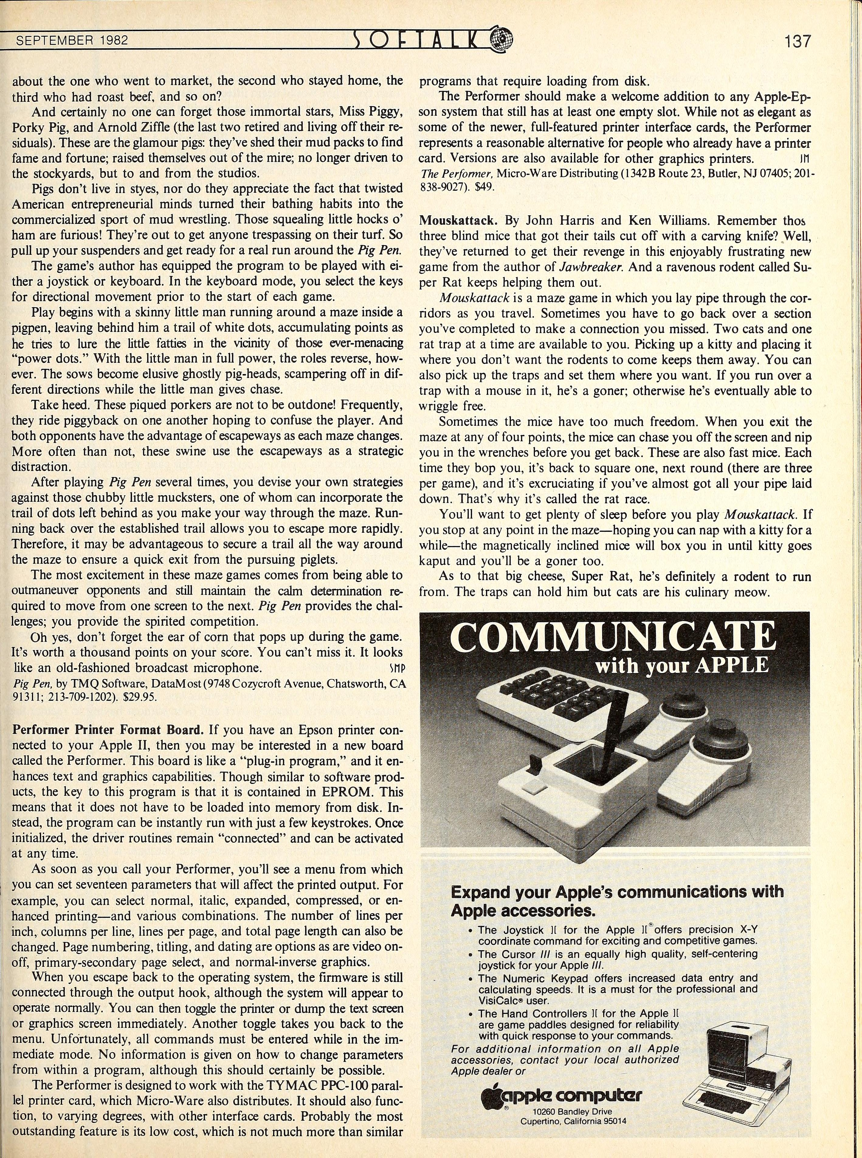 SEPTEMBER 1982
SOFTALK
137
about the one who went to market, the second who stayed home, the
third who had roast beef, and so on?
And certainly no one can forget those immortal stars, Miss Piggy,
Porky Pig, and Arnold Ziffle (the last two retired and living off their re-
siduals). These are the glamour pigs: they've shed their mud packs to find
fame and fortune; raised themselves out of the mire; no longer driven to
the stockyards, but to and from the studios.
Pigs don't live in styes, nor do they appreciate the fact that twisted
American entrepreneurial minds turned their bathing habits into the
commercialized sport of mud wrestling. Those squealing little hocks o'
ham are furious! They're out to get anyone trespassing on their turf. So
pull up your suspenders and get ready for a real run around the Pig Pen.
The game's author has equipped the program to be played with ei-
ther a joystick or keyboard. In the keyboard mode, you select the keys
for directional movement prior to the start of each game.
Play begins with a skinny little man running around a maze inside a
pigpen, leaving behind him a trail of white dots, accumulating points as
he tries to lure the little fatties in the vicinity of those ever-menacing
"power dots." With the little man in full power, the roles reverse, how-
ever. The sows become elusive ghostly pig-heads, scampering off in dif-
ferent directions while the little man gives chase.
Take heed. These piqued porkers are not to be outdone! Frequently,
they ride piggyback on one another hoping to confuse the player. And
both opponents have the advantage of escapeways as each maze changes.
More often than not, these swine use the escapeways as a strategic
distraction.
After playing Pig Pen several times, you devise your own strategies
against those chubby little mucksters, one of whom can incorporate the
trail of dots left behind as you make your way through the maze. Run-
ning back over the established trail allows you to escape more rapidly.
Therefore, it may be advantageous to secure a trail all the way around
the maze to ensure a quick exit from the pursuing piglets.
The most excitement in these maze games comes from being able to
outmaneuver opponents and still maintain the calm determination re-
quired to move from one screen to the next. Pig Pen provides the chal-
lenges; you provide the spirited competition.
Oh yes, don't forget the ear of corn that pops up during the game.
It's worth a thousand points on your score. You can't miss it. It looks
like an old-fashioned broadcast microphone. SMP
Pig Pen, by TMQ Software, DataMost (9748 Cozycroft Avenue, Chatsworth, CA
91311; 213-709-1202). $29.95.
Performer Printer Format Board. If you have an Epson printer con-
nected to your Apple II, then you may be interested in a new board
called the Performer. This board is like a "plug-in program," and it en-
hances text and graphics capabilities. Though similar to software prod-
ucts, the key to this program is that it is contained in EPROM. This
means that it does not have to be loaded into memory from disk. In-
stead, the program can be instantly run with just a few keystrokes. Once
initialized, the driver routines remain "connected" and can be activated
at any time.
As soon as you call your Performer, you'll see a menu from which
you can set seventeen parameters that will affect the printed output. For
example, you can select normal, italic, expanded, compressed, or en-
hanced printing—and various combinations. The number of lines per
inch, columns per line, lines per page, and total page length can also be
changed. Page numbering, titling, and dating are options as are video on-
off, primary-secondary page select, and normal-inverse graphics.
When you escape back to the operating system, the firmware is still
connected through the output hook, although the system will appear to
operate normally. You can then toggle the printer or dump the text screen
or graphics screen immediately. Another toggle takes you back to the
menu. Unfortunately, all commands must be entered while in the im-
mediate mode. No information is given on how to change parameters
from within a program, although this should certainly be possible.
The Performer is designed to work with the TYMAC PPC-100 paral-
lel printer card, which Micro-Ware also distributes. It should also func-
tion, to varying degrees, with other interface cards. Probably the most
outstanding feature is its low cost, which is not much more than similar
programs that require loading from disk.
The Performer should make a welcome addition to any Apple-Ep-
son system that still has at least one empty slot. While not as elegant as
some of the newer, full-featured printer interface cards, the Performer
represents a reasonable alternative for people who already have a printer
card. Versions are also available for other graphics printers. JM
The Performer, Micro-Ware Distributing (1342B Route 23, Butler, NJ 07405; 201-
838-9027). $49.
Mouskattack. By John Harris and Ken Williams. Remember thos
three blind mice that got their tails cut off with a carving knife? Well,
they've returned to get their revenge in this enjoyably frustrating new
game from the author of Jawbreaker. And a ravenous rodent called Su-
per Rat keeps helping them out.
Mouskattack is a maze game in which you lay pipe through the cor-
ridors as you travel. Sometimes you have to go back over a section
you've completed to make a connection you missed. Two cats and one
rat trap at a time are available to you. Picking up a kitty and placing it
where you don't want the rodents to come keeps them away. You can
also pick up the traps and set them where you want. If you run over a
trap with a mouse in it, he's a goner; otherwise he's eventually able to
wriggle free.
Sometimes the mice have too much freedom. When you exit the
maze at any of four points, the mice can chase you off the screen and nip
you in the wrenches before you get back. These are also fast mice. Each
time they bop you, it's back to square one, next round (there are three
per game), and it's excruciating if you've almost got all your pipe laid
down. That's why it's called the rat race.
You'll want to get plenty of sleep before you play Mouskattack. If
you stop at any point in the maze—hoping you can nap with a kitty for a
while—the magnetically inclined mice will box you in until kitty goes
kaput and you'll be a goner too.
As to that big cheese, Super Rat, he's definitely a rodent to run
from. The traps can hold him but cats are his culinary meow.
COMMUNICATE
with your APPLE
Expand your Apple's communications with
Apple accessories.
• The Joystick ][ for the Apple ][® offers precision X-Y
coordinate command for exciting and competitive games.
• The Cursor /// is an equally high quality, self-centering
joystick for your Apple ///.
• The Numeric Keypad offers increased data entry and
calculating speeds. It is a must for the professional and
VisiCalc® user.
• The Hand Controllers ][ for the Apple ][
are game paddles designed for reliability
with quick response to your commands.
For additional information on all Apple
accessories, contact your local authorized
Apple dealer or
apple computer
®
10260 Bandley Drive
Cupertino, California 95014